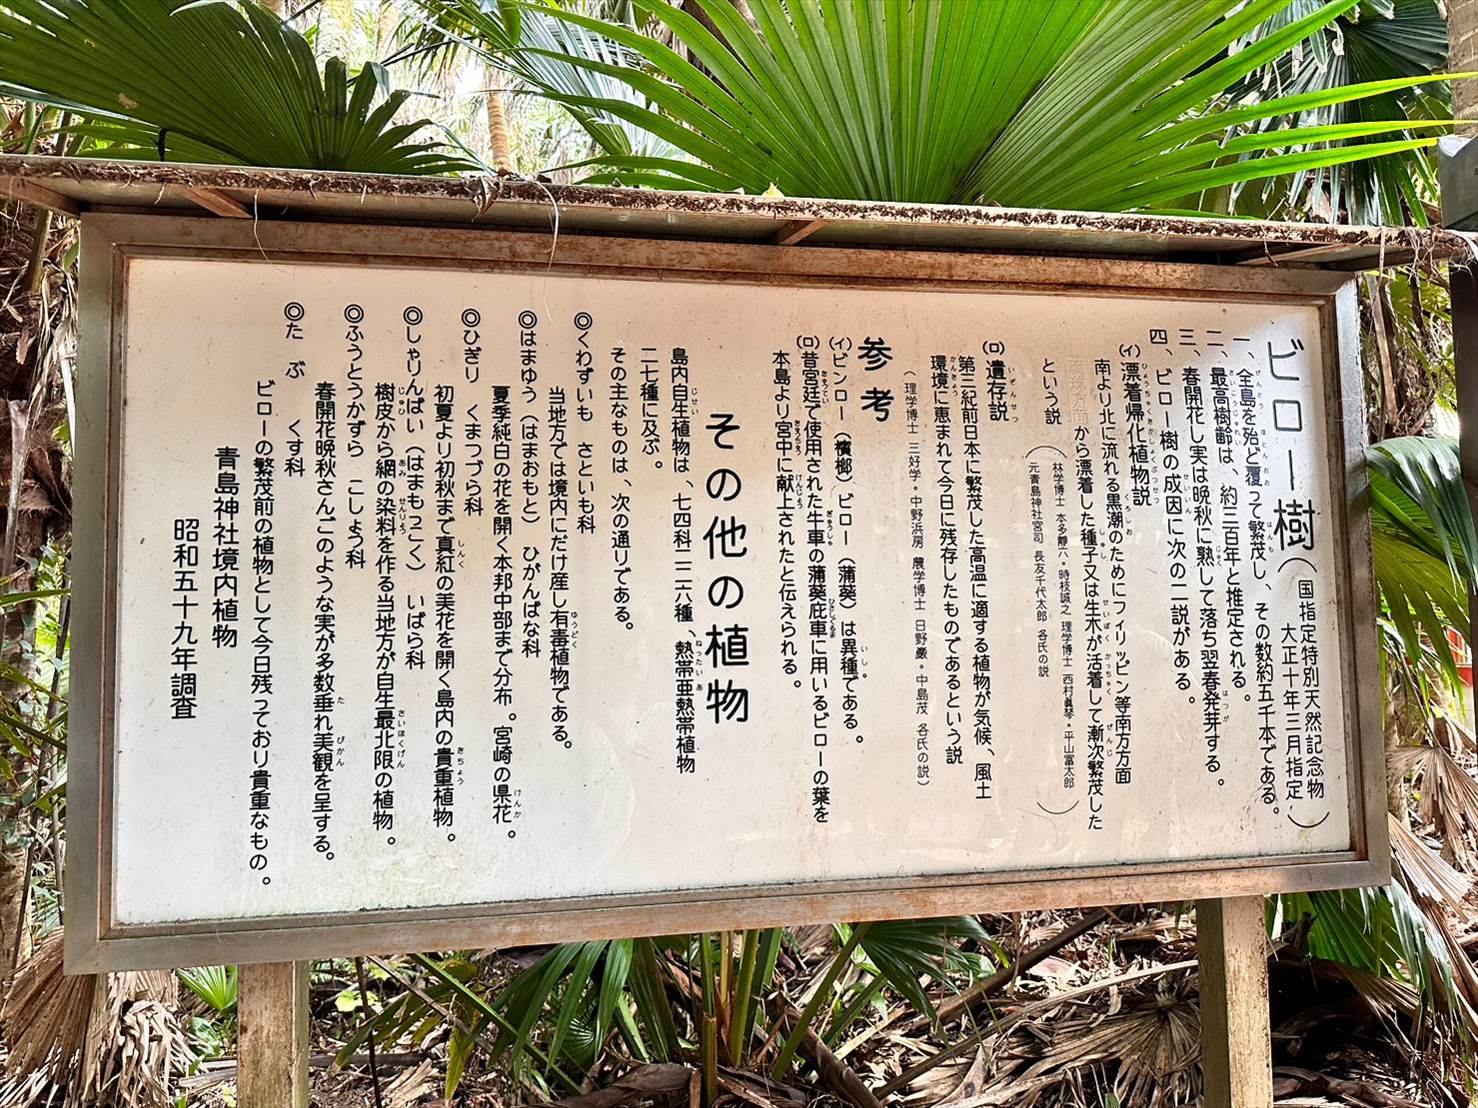 ビロー樹
(国指定特別天然記念物
大正十年三月指定)
一、全島を殆ど覆って繁茂し、その数約五千本である。
二、最高樹齢は、約三百年と推定される。
三、春開花し実は晩秋に熟して落ち翌春発芽する。
四、ビロー樹の成因に次の二説がある。
(イ)漂着帰化植物説
南より北に流れる黒潮のためにフィリッピン等南方方面
から漂着した種子又は生木が活着して漸次繁茂した
という説
(林学博士 本多静六・時枝誠之 理学博士 西村眞琴・平山富太郎
元青島神社宮司 長友千代太郎 各氏の説)
(ロ)遺存説
第三紀前日本に繁茂した高温に適する植物が気候、風土
環境に恵まれて今日に残存したものであるという説
(理学博士 三好学・中野浜房 農学博士 日野巌・中島茂 各氏の説)
参考
(イ)ビンロー(檳榔)ビロー(蒲葵)は異種である。
(ロ)昔宮廷で使用された牛車の蒲葵庇車に用いるビローの葉を
本島より宮中に献上されたと伝えられる。
その他の植物
島内自生植物は、七四科二二六種、熱帯亜熱帯植物
二七種に及ぶ。
その主なものは、次の通りである。
◎くわずいも さといも科
当地方では境内にだけ産し有毒植物である。
◎はまゆう(はまおもと) ひがんばな科
夏季純白の花を開く本邦中部まで分布。宮崎の県花。
◎ひぎり くまつづら科
初夏より初秋まで真紅の美花を開く島内の貴重植物。
◎しゃりんばい(はまもっこく) いばら科
樹皮から網の染料を作る当地方が自生最北限の植物。
◎ふうとうかずら こしょう科
春開花晩秋さんごのような実が多数垂れ美観を呈する。
◎たぶ くす科
ビローの繁茂前の植物として今日残っており貴重なもの。
青島神社境内植物
昭和五十九年調査